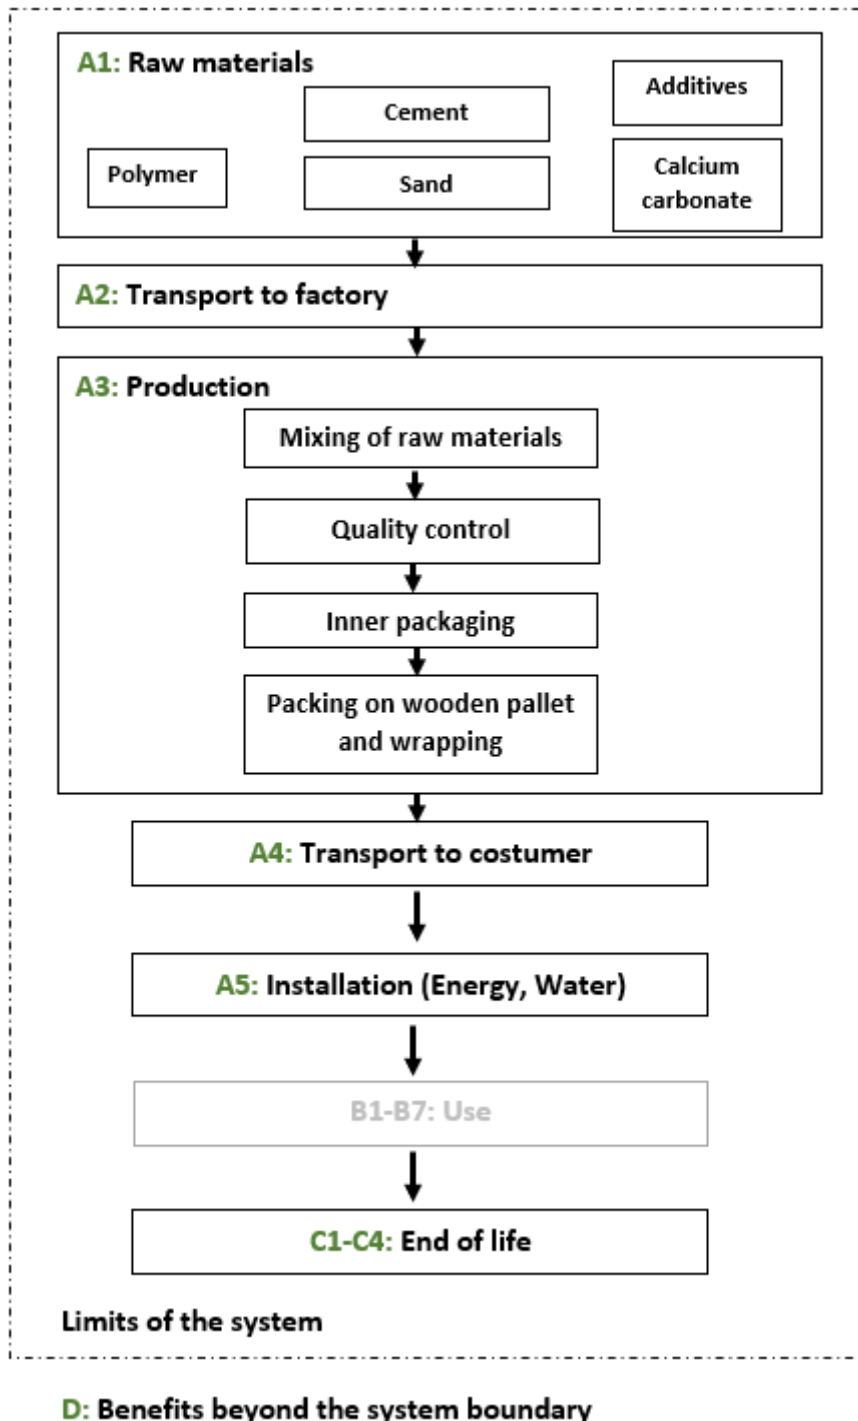 A1: Raw materials
Polymer
Cement
Sand
Additives
Calcium
carbonate
A2: Transport to factory
A3: Production
Mixing of raw materials
Quality control
Inner packaging
Packing on wooden pallet
and wrapping
A4: Transport to costumer
A5: Installation (Energy, Water)
B1-B7: Use
C1-C4: End of life
Limits of the system
D: Benefits beyond the system boundary